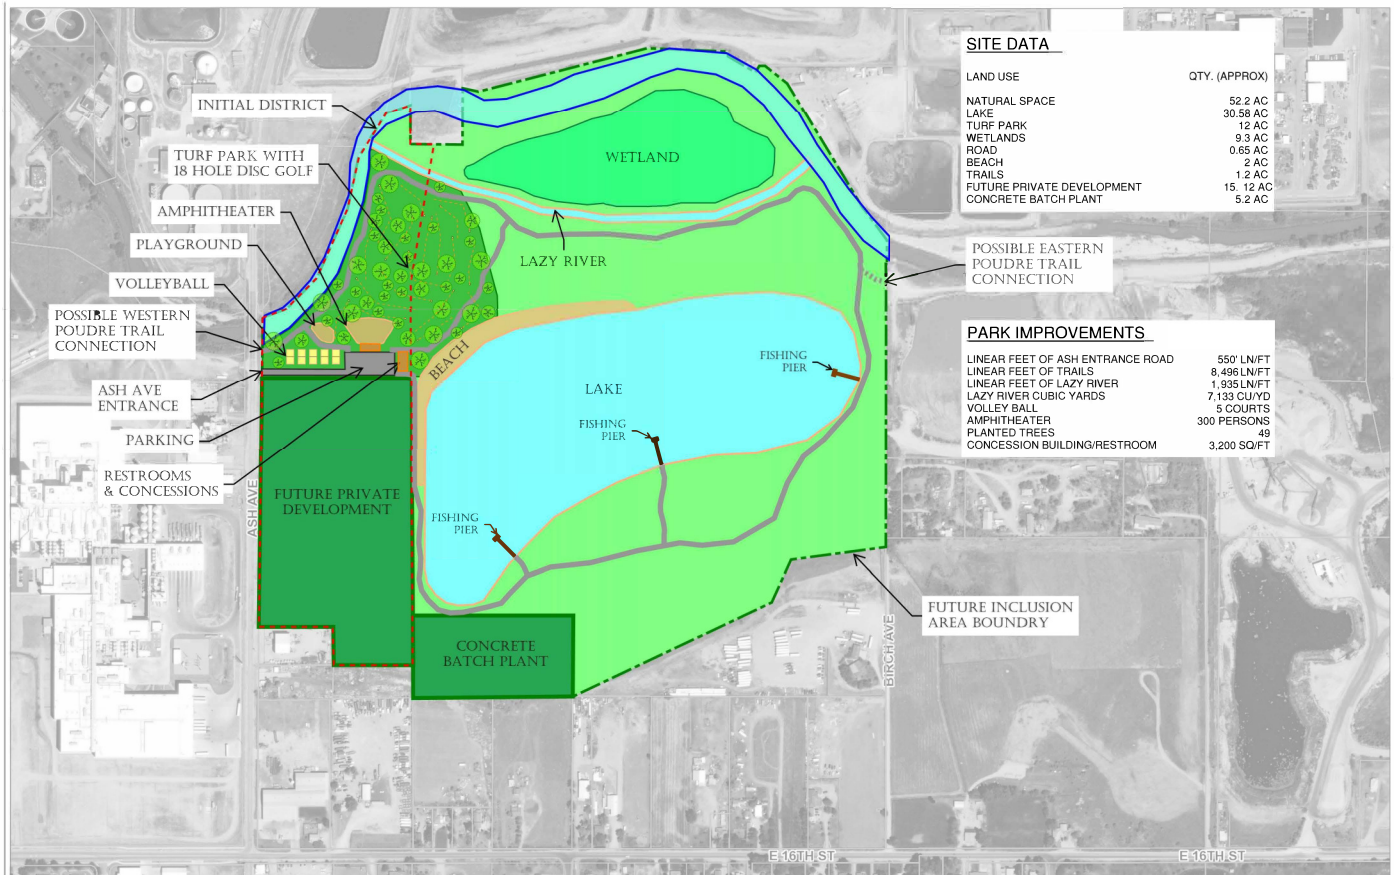 INITIAL DISTRICT
TURF PARK WITH
18 HOLE DISC GOLF
AMPHITHEATER
PLAYGROUND
VOLLEYBALL
POSSIBLE WESTERN
POUDRE TRAIL
CONNECTION
ASH AVE
ENTRANCE
PARKING
RESTROOMS
& CONCESSIONS
ASH AVE
WETLAND
LAZY RIVER
BEACH
LAKE
FISHING
PIER
FISHING
PIER
FISHING
PIER
FUTURE PRIVATE
DEVELOPMENT
CONCRETE
BATCH PLANT
SITE DATA
LAND USE QTY. (APPROX)
NATURAL SPACE 52.2 AC
LAKE 30.58 AC
TURF PARK 12 AC
WETLANDS 9.3 AC
ROAD 0.65 AC
BEACH 2 AC
TRAILS 1.2 AC
FUTURE PRIVATE DEVELOPMENT 15. 12 AC
CONCRETE BATCH PLANT 5.2 AC
POSSIBLE EASTERN
POUDRE TRAIL
CONNECTION
PARK IMPROVEMENTS
LINEAR FEET OF ASH ENTRANCE ROAD 550' LN/FT
LINEAR FEET OF TRAILS 8,496 LN/FT
LINEAR FEET OF LAZY RIVER 1,935 LN/FT
LAZY RIVER CUBIC YARDS 7,133 CU/YD
VOLLEY BALL 5 COURTS
AMPHITHEATER 300 PERSONS
PLANTED TREES 49
CONCESSION BUILDING/RESTROOM 3,200 SQ/FT
FUTURE INCLUSION
AREA BOUNDRY
BIRCH AVE
E 16TH ST
E 16TH ST